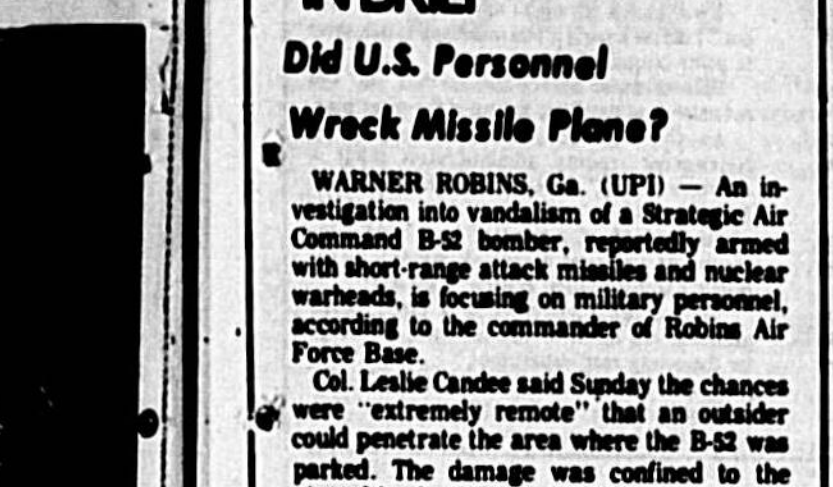 IN BRIEF
Did U.S. Personnel
Wreck Missile Plane?
WARNER ROBINS, Ga. (UPI) — An in-
vestigation into vandalism of a Strategic Air
Command B-52 bomber, reportedly armed
with short-range attack missiles and nuclear
warheads, is focusing on military personnel,
according to the commander of Robins Air
Force Base.
Col. Leslie Candee said Sunday the chances
were "extremely remote" that an outsider
could penetrate the area where the B-52 was
parked. The damage was confined to the